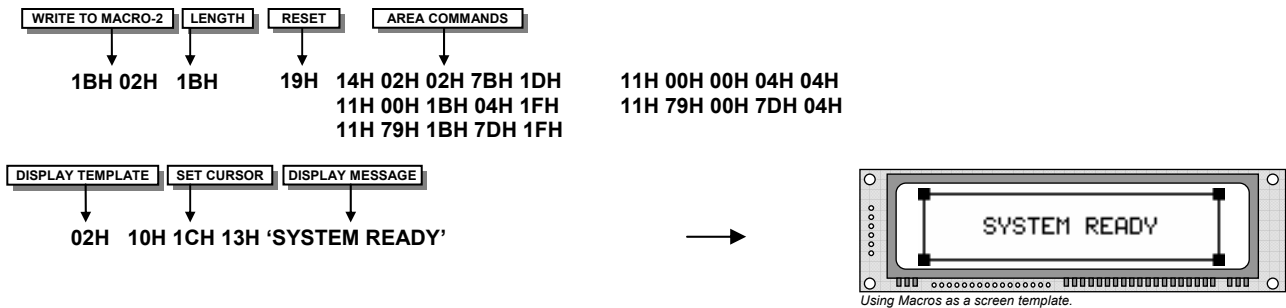 WRITE TO MACRO-2 LENGTH RESET AREA COMMANDS
1BH 02H 1BH 19H 14H 02H 02H 7BH 1DH 11H 00H 00H 04H 04H
11H 00H 1BH 04H 1FH 11H 79H 00H 7DH 04H
11H 79H 1BH 7DH 1FH
DISPLAY TEMPLATE SET CURSOR DISPLAY MESSAGE
02H 10H 1CH 13H ‘SYSTEM READY’
SYSTEM READY
Using Macros as a screen template.